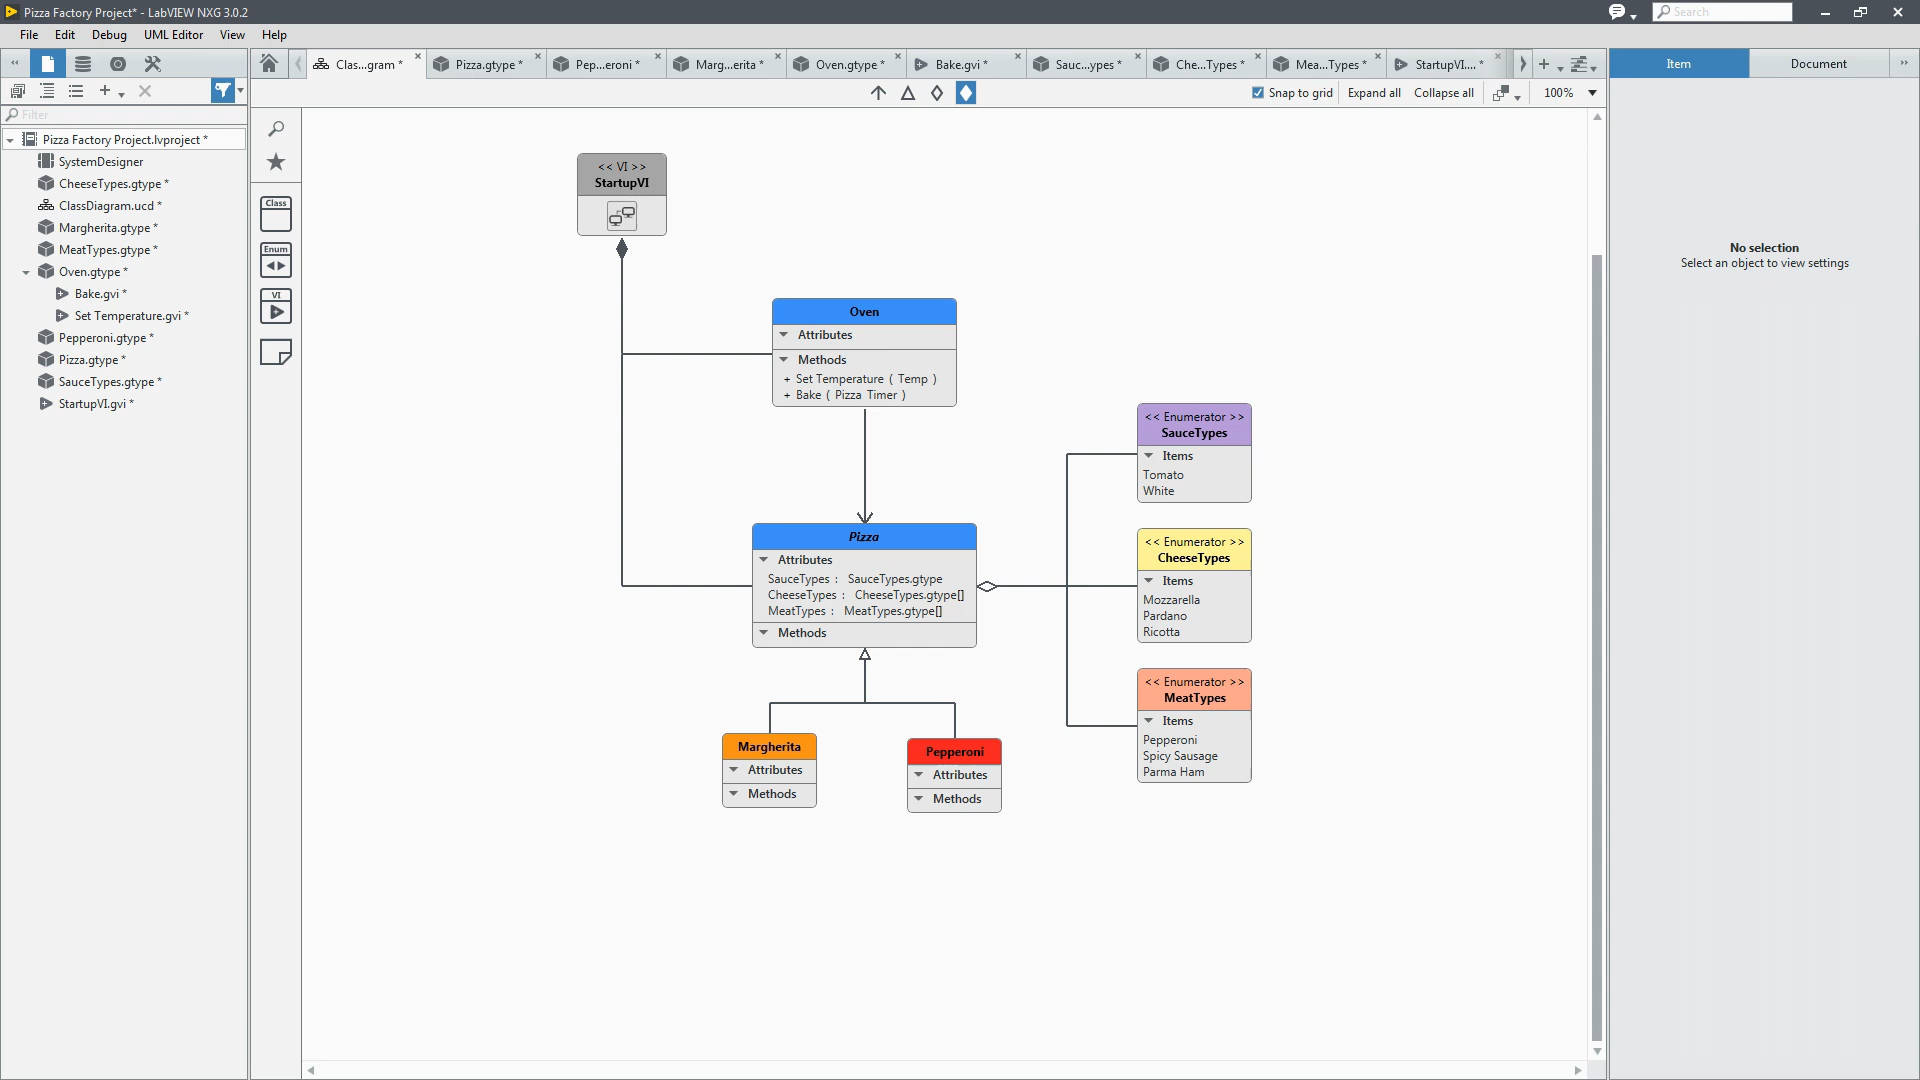 Pizza Factory Project* - LabVIEW NXG 3.0.2
Search
File Edit Debug UML Editor View Help
Clas...gram *
Pizza.gtype *
Pep...eroni *
Marg...erita *
Oven.gtype *
Bake.gvi *
Sauc...ypes *
Che...Types *
Mea...Types *
StartupVI.... *
Item
Document
Snap to grid
Expand all
Collapse all
100%
Filter
Pizza Factory Project.lvproject *
SystemDesigner
CheeseTypes.gtype *
ClassDiagram.ucd *
Margherita.gtype *
MeatTypes.gtype *
Oven.gtype *
Bake.gvi *
Set Temperature.gvi *
Pepperoni.gtype *
Pizza.gtype *
SauceTypes.gtype *
StartupVI.gvi *
Class
Enum
VI
<< VI >>
StartupVI
Oven
Attributes
Methods
+ Set Temperature ( Temp )
+ Bake ( Pizza Timer )
Pizza
Attributes
SauceTypes : SauceTypes.gtype
CheeseTypes : CheeseTypes.gtype[]
MeatTypes : MeatTypes.gtype[]
Methods
Margherita
Attributes
Methods
Pepperoni
Attributes
Methods
<< Enumerator >>
SauceTypes
Items
Tomato
White
<< Enumerator >>
CheeseTypes
Items
Mozzarella
Pardano
Ricotta
<< Enumerator >>
MeatTypes
Items
Pepperoni
Spicy Sausage
Parma Ham
No selection
Select an object to view settings